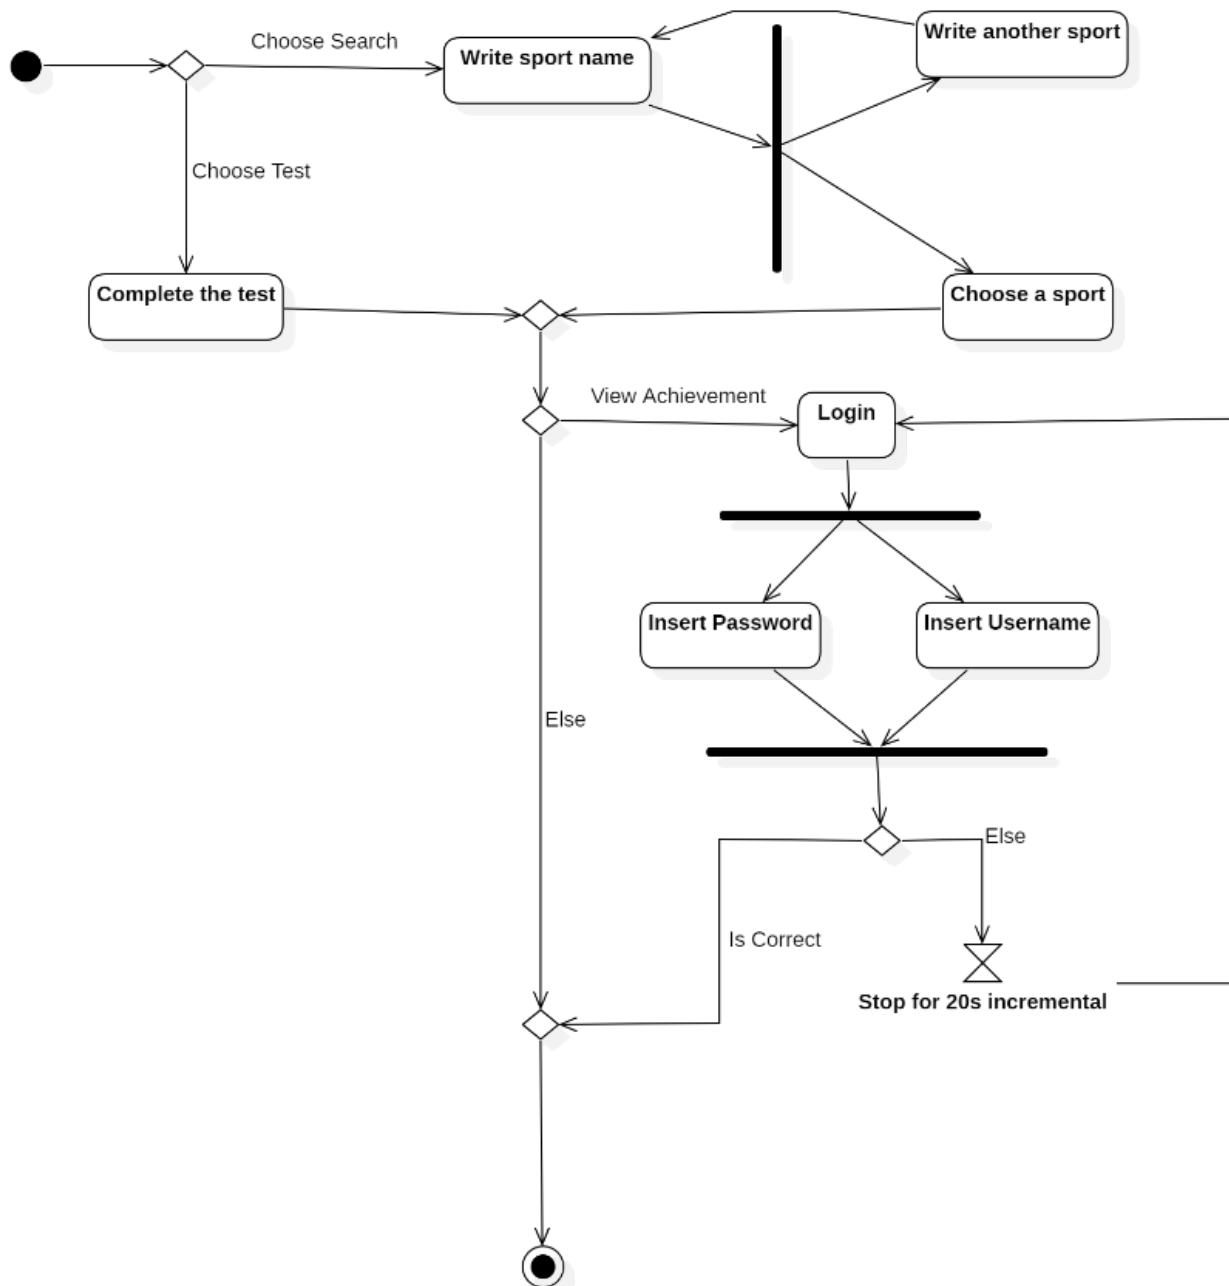 Choose Search
Write sport name
Write another sport
Choose Test
Complete the test
Choose a sport
View Achievement
Login
Insert Password
Insert Username
Else
Else
Is Correct
Stop for 20s incremental